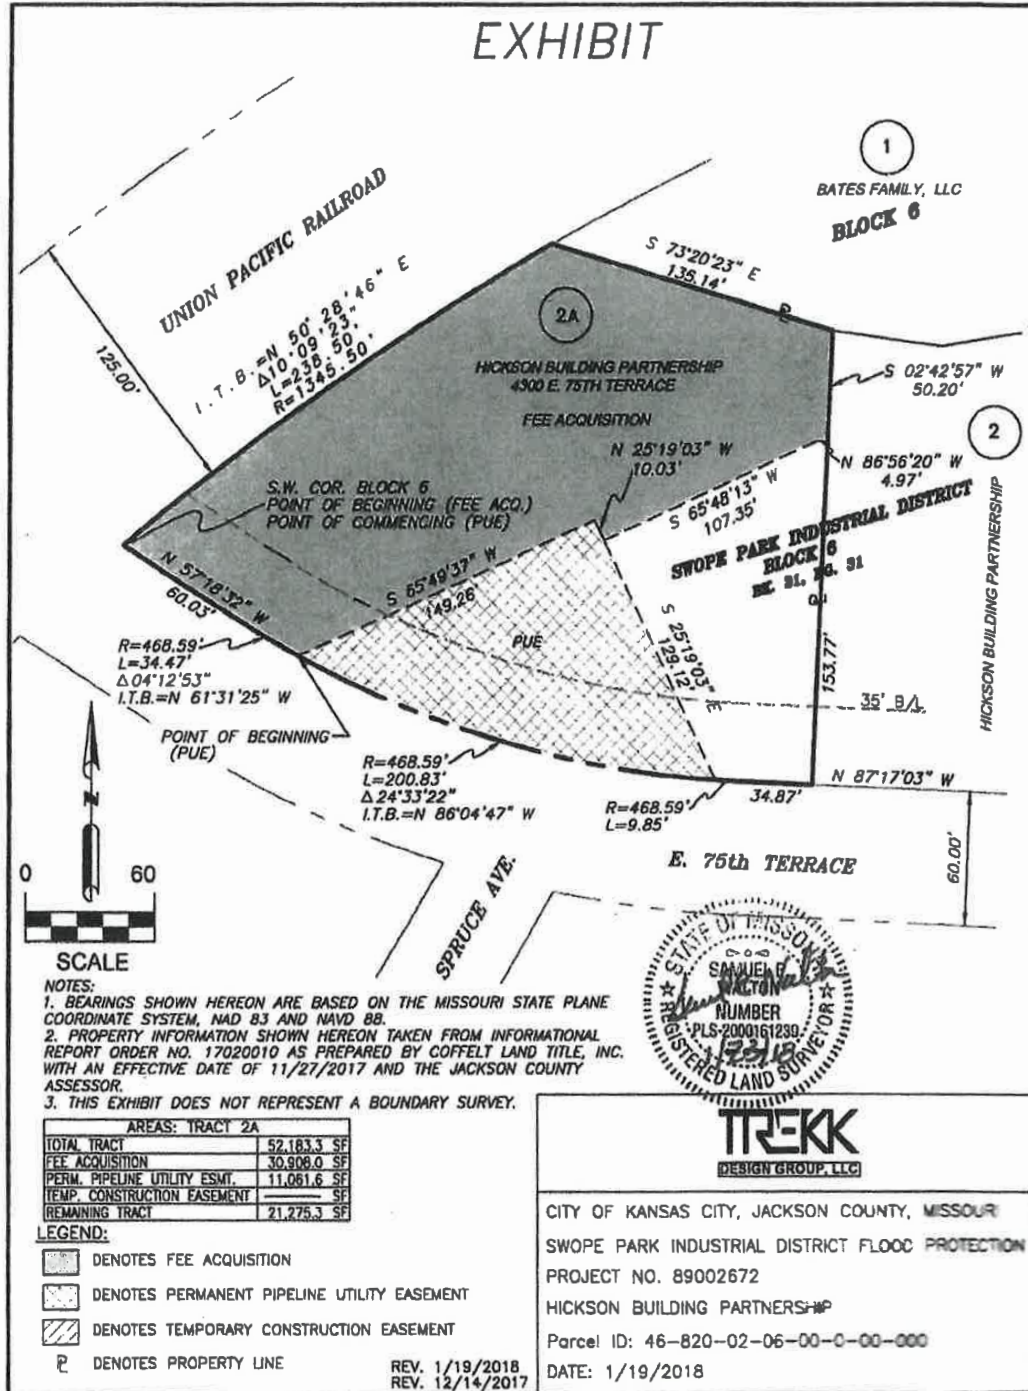 EXHIBIT
1
BATES FAMILY, LLC
BLOCK 6
UNION PACIFIC RAILROAD
125.00'
I.T.B.=N 50°28'46" E
Δ10°09'23"
L=238.50'
R=1345.50'
S 73°20'23" E
135.14'
2A
HICKSON BUILDING PARTNERSHIP
4300 E. 75TH TERRACE
FEE ACQUISITION
S 02°42'57" W
50.20'
2
HICKSON BUILDING PARTNERSHIP
N 25°19'03" W
10.03'
N 86°56'20" W
4.97'
S 65°48'13" W
107.35'
S.W. COR. BLOCK 6
POINT OF BEGINNING (FEE ACQ.)
POINT OF COMMENCING (PUE)
SWOPE PARK INDUSTRIAL DISTRICT
BLOCK 6
BK. 31, PG. 31
N 57°18'32" W
60.03'
S 65°49'37" W
149.26'
PUE
S 25°19'03" E
129.12'
153.77'
35' B/L
R=468.59'
L=34.47'
Δ04°12'53"
I.T.B.=N 61°31'25" W
POINT OF BEGINNING
(PUE)
R=468.59'
L=200.83'
Δ24°33'22"
I.T.B.=N 86°04'47" W
R=468.59'
L=9.85'
34.87'
N 87°17'03" W
60.00'
E. 75th TERRACE
SPRUCE AVE.
N
0 60
SCALE
STATE OF MISSOURI
WALTON
NUMBER
PLS-2000161239
1/23/18
REGISTERED LAND SURVEYOR
NOTES:
1. BEARINGS SHOWN HEREON ARE BASED ON THE MISSOURI STATE PLANE
COORDINATE SYSTEM, NAD 83 AND NAVD 88.
2. PROPERTY INFORMATION SHOWN HEREON TAKEN FROM INFORMATIONAL
REPORT ORDER NO. 17020010 AS PREPARED BY COFFELT LAND TITLE, INC.
WITH AN EFFECTIVE DATE OF 11/27/2017 AND THE JACKSON COUNTY
ASSESSOR.
3. THIS EXHIBIT DOES NOT REPRESENT A BOUNDARY SURVEY.
AREAS: TRACT 2A
TOTAL TRACT 52,183.3 SF
FEE ACQUISITION 30,908.0 SF
PERM. PIPELINE UTILITY ESMT. 11,061.6 SF
TEMP. CONSTRUCTION EASEMENT ——— SF
REMAINING TRACT 21,275.3 SF
LEGEND:
DENOTES FEE ACQUISITION
DENOTES PERMANENT PIPELINE UTILITY EASEMENT
DENOTES TEMPORARY CONSTRUCTION EASEMENT
PL DENOTES PROPERTY LINE
REV. 1/19/2018
REV. 12/14/2017
TREKK
DESIGN GROUP, LLC
CITY OF KANSAS CITY, JACKSON COUNTY, MISSOURI
SWOPE PARK INDUSTRIAL DISTRICT FLOOD PROTECTION
PROJECT NO. 89002672
HICKSON BUILDING PARTNERSHIP
Parcel ID: 46-820-02-06-00-0-00-000
DATE: 1/19/2018